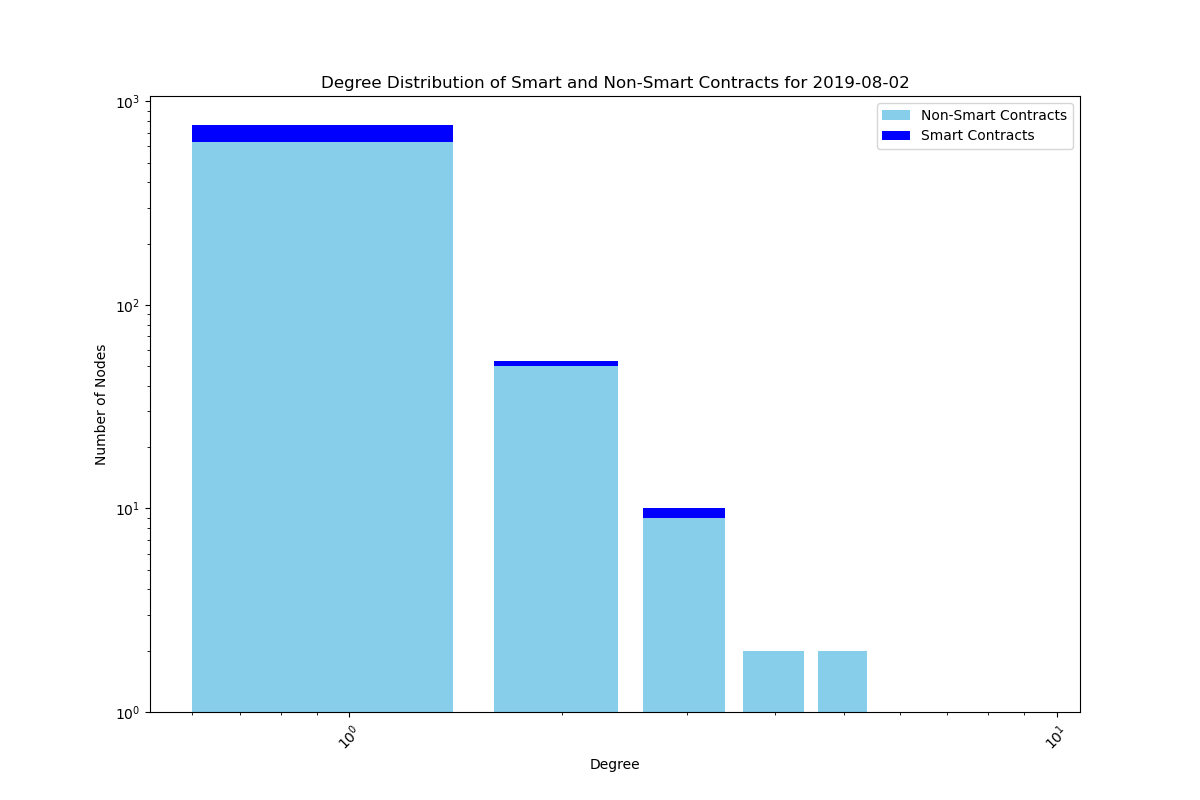 Degree Distribution of Smart and Non-Smart Contracts for 2019-08-02
Non-Smart Contracts
Smart Contracts
Number of Nodes
10³
10²
10¹
10⁰
10⁰
10¹
Degree